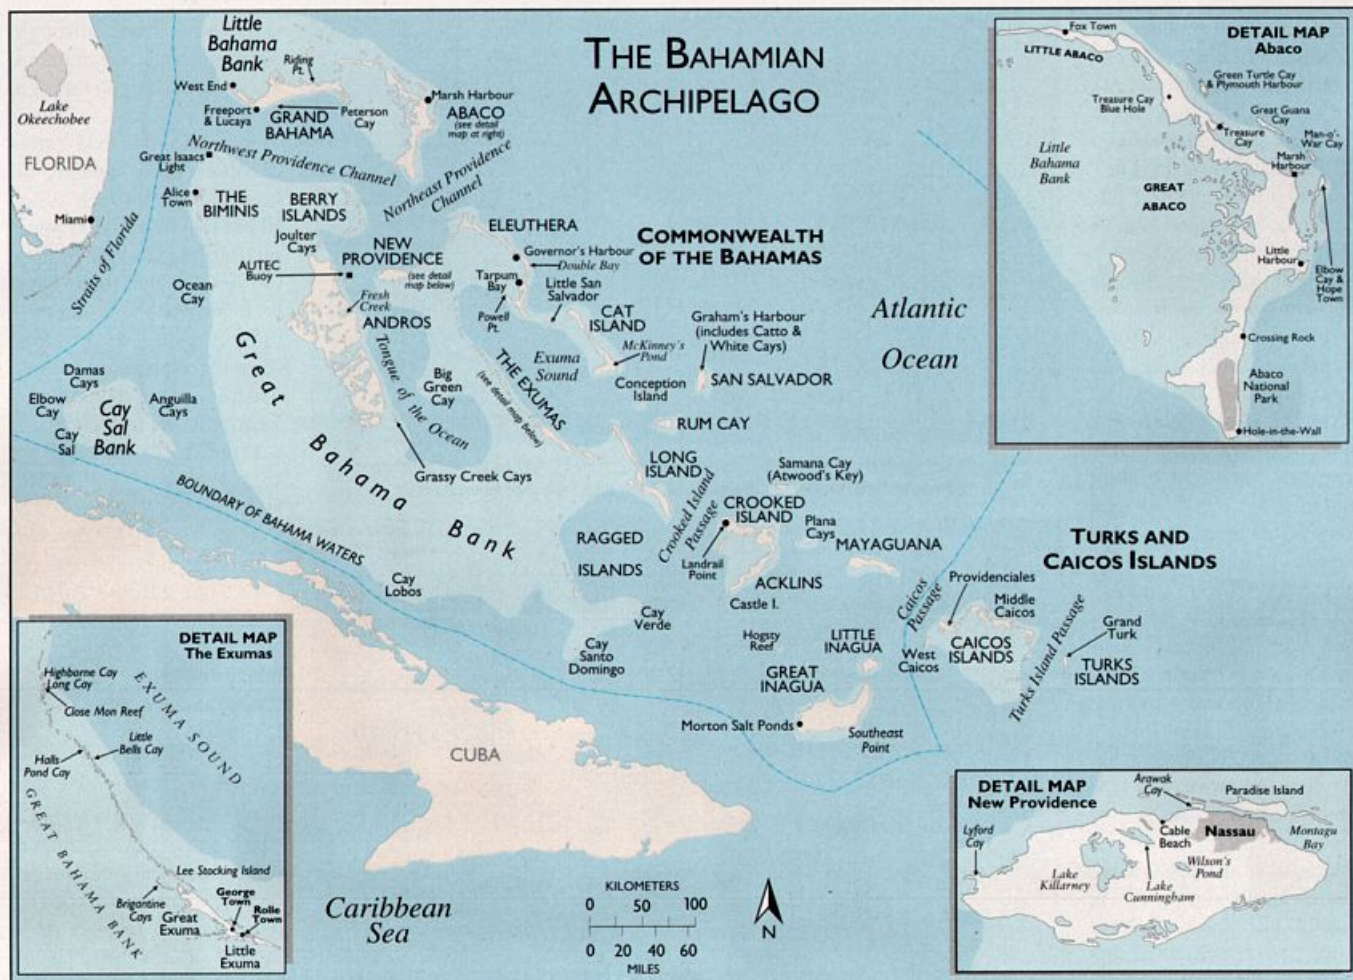 THE BAHAMIAN
ARCHIPELAGO
Little
Bahama
Bank
Riding
Pt.
West End
Freeport
& Lucaya
GRAND
BAHAMA
Peterson
Cay
Marsh Harbour
ABACO
(see detail
map at right)
Lake
Okeechobee
FLORIDA
Miami
Straits of Florida
Great Isaacs
Light
Northwest Providence Channel
Northeast Providence
Channel
Alice
Town
THE
BIMINIS
BERRY
ISLANDS
Joulter
Cays
AUTEC
Buoy
NEW
PROVIDENCE
(see detail
map below)
ELEUTHERA
Governor's Harbour
Double Bay
Tarpum
Bay
Powell
Pt.
Little San
Salvador
COMMONWEALTH
OF THE BAHAMAS
Ocean
Cay
Fresh
Creek
ANDROS
Tongue of the Ocean
Great
Bahama
Bank
Big
Green
Cay
THE EXUMAS
(see detail map below)
Exuma
Sound
CAT
ISLAND
McKinney's
Pond
Graham's Harbour
(includes Catto &
White Cays)
SAN SALVADOR
Conception
Island
RUM CAY
Atlantic
Ocean
Damas
Cays
Elbow
Cay
Cay
Sal
Cay
Sal
Bank
Anguilla
Cays
Grassy Creek Cays
BOUNDARY OF BAHAMA WATERS
LONG
ISLAND
Crooked Island
Passage
Samana Cay
(Atwood's Key)
CROOKED
ISLAND
Landrail
Point
Plana
Cays
MAYAGUANA
ACKLINS
Castle I.
RAGGED
ISLANDS
Cay
Lobos
Cay
Verde
Cay
Santo
Domingo
Hogsty
Reef
LITTLE
INAGUA
GREAT
INAGUA
Morton Salt Ponds
Southeast
Point
TURKS AND
CAICOS ISLANDS
Caicos
Passage
Providenciales
Middle
Caicos
West
Caicos
CAICOS
ISLANDS
Turks Island Passage
Grand
Turk
TURKS
ISLANDS
CUBA
Caribbean
Sea
KILOMETERS
0 50 100
0 20 40 60
MILES
N
DETAIL MAP
Abaco
Fox Town
LITTLE ABACO
Green Turtle Cay
& Plymouth Harbour
Treasure Cay
Blue Hole
Great Guana
Cay
Treasure
Cay
Man-o'-
War Cay
Little
Bahama
Bank
Marsh
Harbour
GREAT
ABACO
Little
Harbour
Elbow
Cay &
Hope
Town
Crossing Rock
Abaco
National
Park
Hole-in-the-Wall
DETAIL MAP
The Exumas
Highborne Cay
Long Cay
Close Mon Reef
EXUMA SOUND
Little
Bells Cay
Halls
Pond Cay
GREAT BAHAMA BANK
Lee Stocking Island
Brigantine
Cays
George
Town
Rolle
Town
Great
Exuma
Little
Exuma
DETAIL MAP
New Providence
Arawak
Cay
Paradise Island
Lyford
Cay
Cable
Beach
Nassau
Montagu
Bay
Lake
Killarney
Lake
Cunningham
Wilson's
Pond